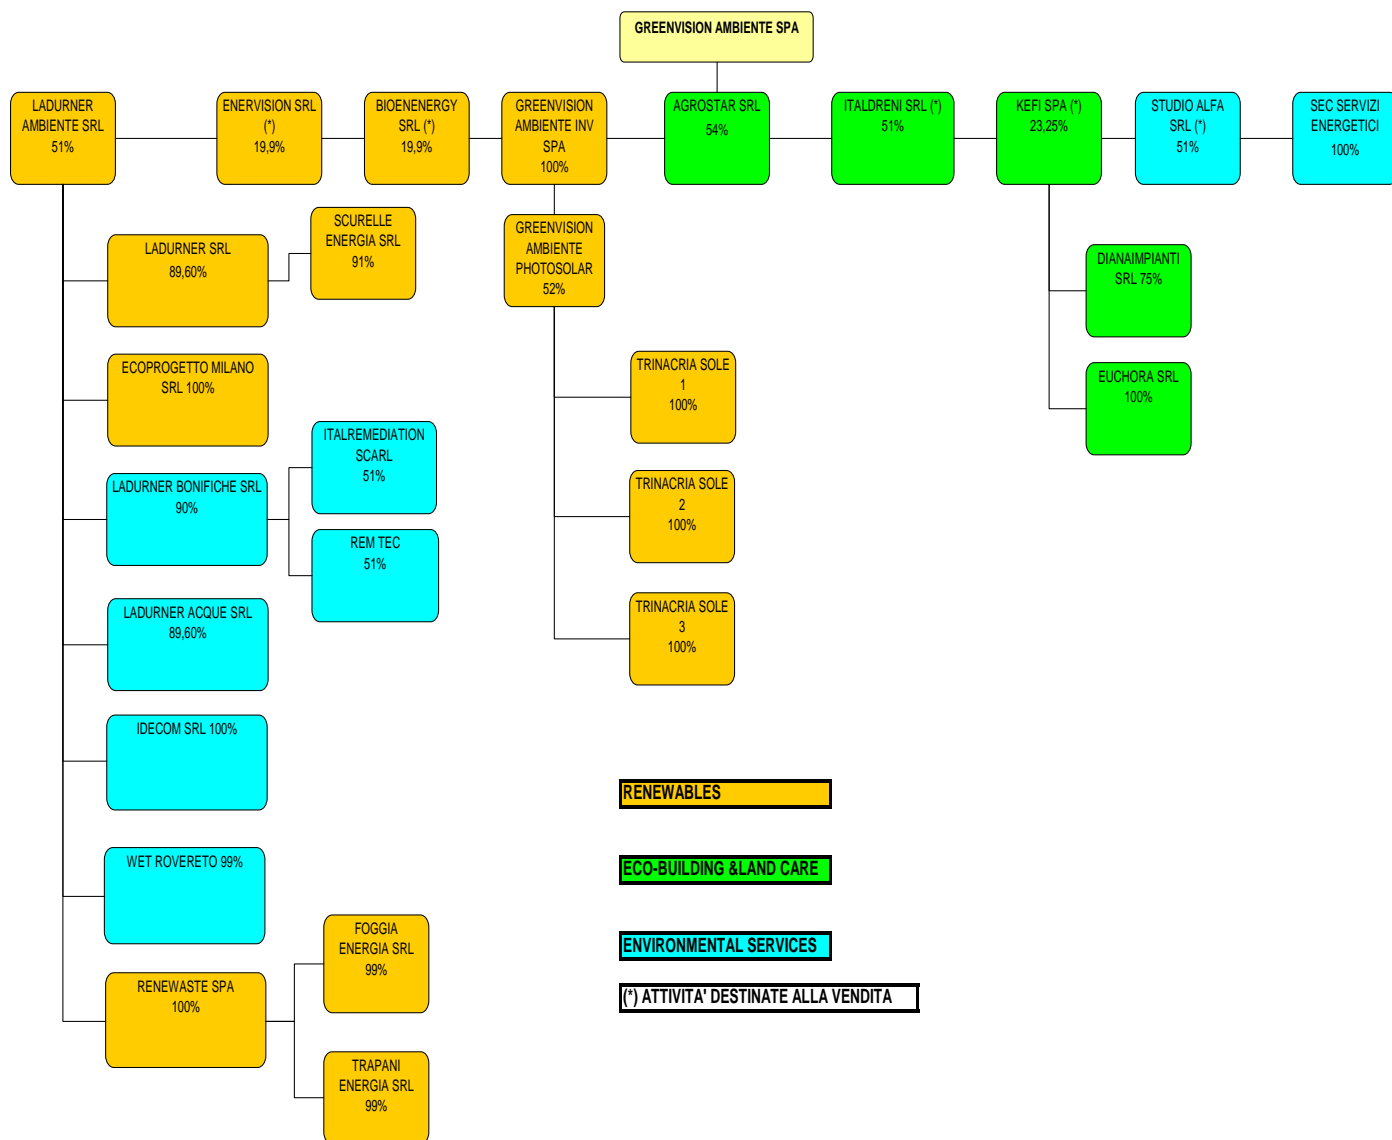 GREENVISION AMBIENTE SPA
LADURNER
AMBIENTE SRL
51%
ENERVISION SRL
(*)
19,9%
BIOENENERGY
SRL (*)
19,9%
GREENVISION
AMBIENTE INV
SPA
100%
AGROSTAR SRL
54%
ITALDRENI SRL (*)
51%
KEFI SPA (*)
23,25%
STUDIO ALFA
SRL (*)
51%
SEC SERVIZI
ENERGETICI
100%
LADURNER SRL
89,60%
SCURELLE
ENERGIA SRL
91%
GREENVISION
AMBIENTE
PHOTOSOLAR
52%
DIANAIMPIANTI
SRL 75%
ECOPROGETTO MILANO
SRL 100%
TRINACRIA SOLE
1
100%
EUCHORA SRL
100%
LADURNER BONIFICHE SRL
90%
ITALREMEDIATION
SCARL
51%
REM TEC
51%
TRINACRIA SOLE
2
100%
LADURNER ACQUE SRL
89,60%
TRINACRIA SOLE
3
100%
IDECOM SRL 100%
WET ROVERETO 99%
RENEWASTE SPA
100%
FOGGIA
ENERGIA SRL
99%
TRAPANI
ENERGIA SRL
99%
RENEWABLES
ECO-BUILDING &LAND CARE
ENVIRONMENTAL SERVICES
(*) ATTIVITA' DESTINATE ALLA VENDITA